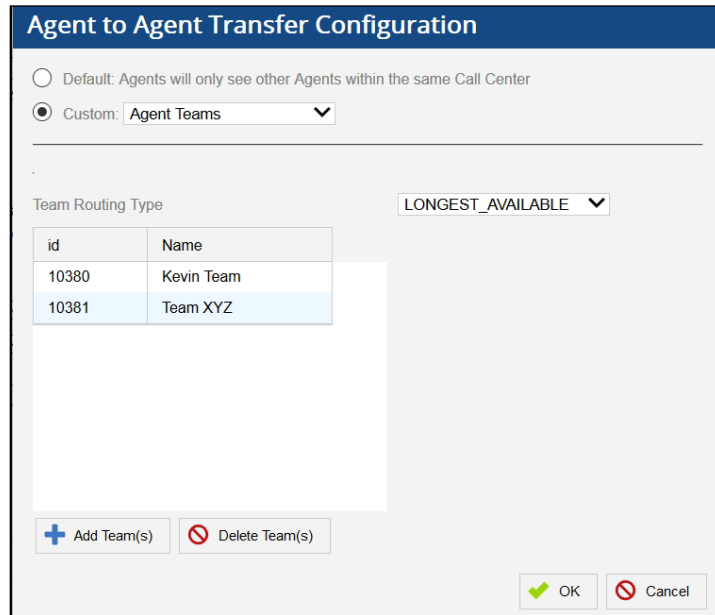 Agent to Agent Transfer Configuration
Default: Agents will only see other Agents within the same Call Center
Custom: Agent Teams
.
Team Routing Type LONGEST_AVAILABLE
id Name
10380 Kevin Team
10381 Team XYZ
Add Team(s) Delete Team(s)
OK Cancel